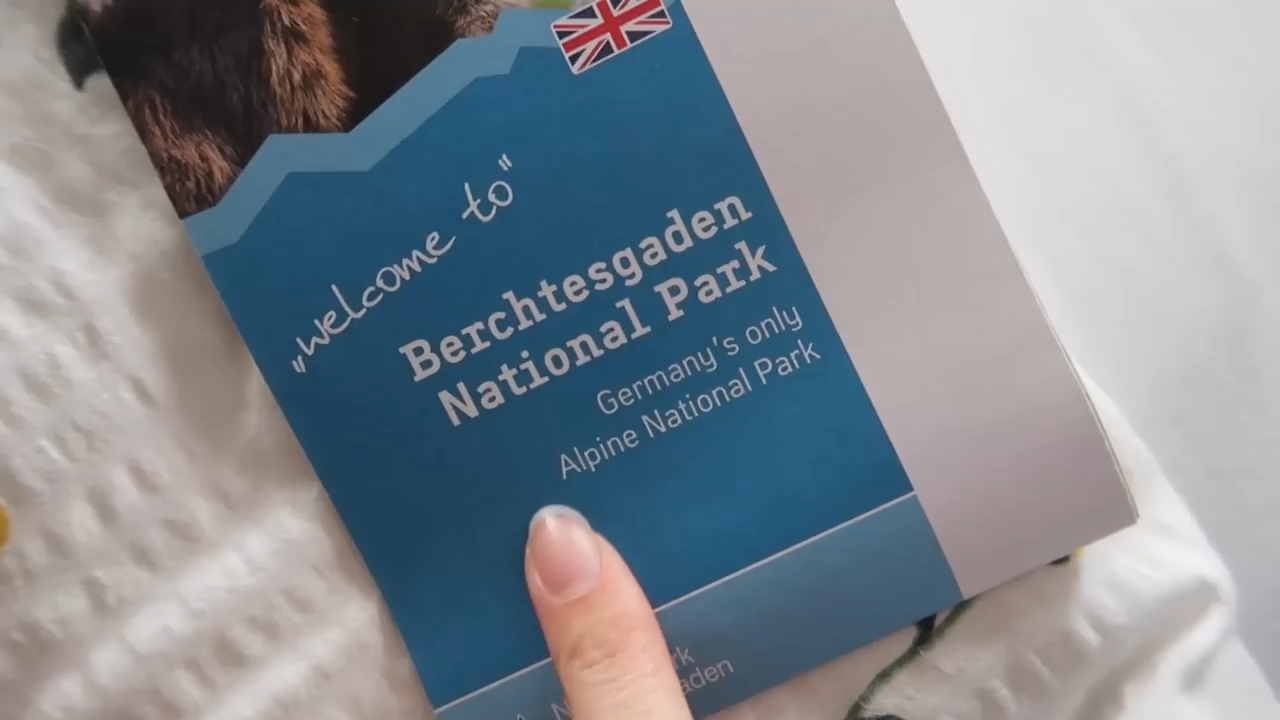 „welcome to"
Berchtesgaden
National Park
Germany's only
Alpine National Park